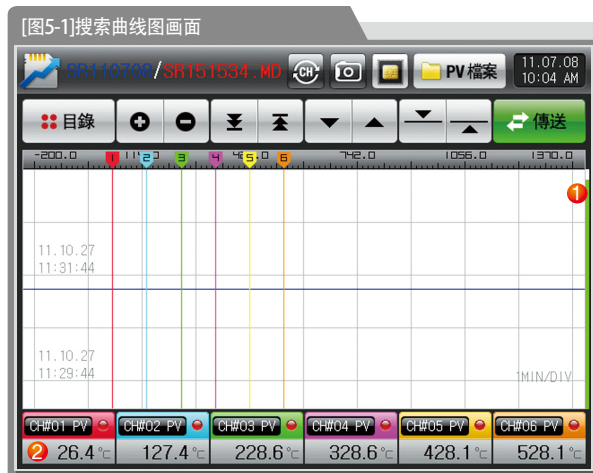 [图5-1]搜索曲线图画面
SR110708/SR151534.MD CH PV 檔案 11.07.08
10:04 AM
目錄 傳送
-200.0 742.0 1056.0 1370.0
1 2 3 4 5 6
1
11.10.27
11:31:44
11.10.27
11:29:44
1MIN/DIV
CH#01 PV CH#02 PV CH#03 PV CH#04 PV CH#05 PV CH#06 PV
2 26.4℃ 127.4℃ 228.6℃ 328.6℃ 428.1℃ 528.1℃